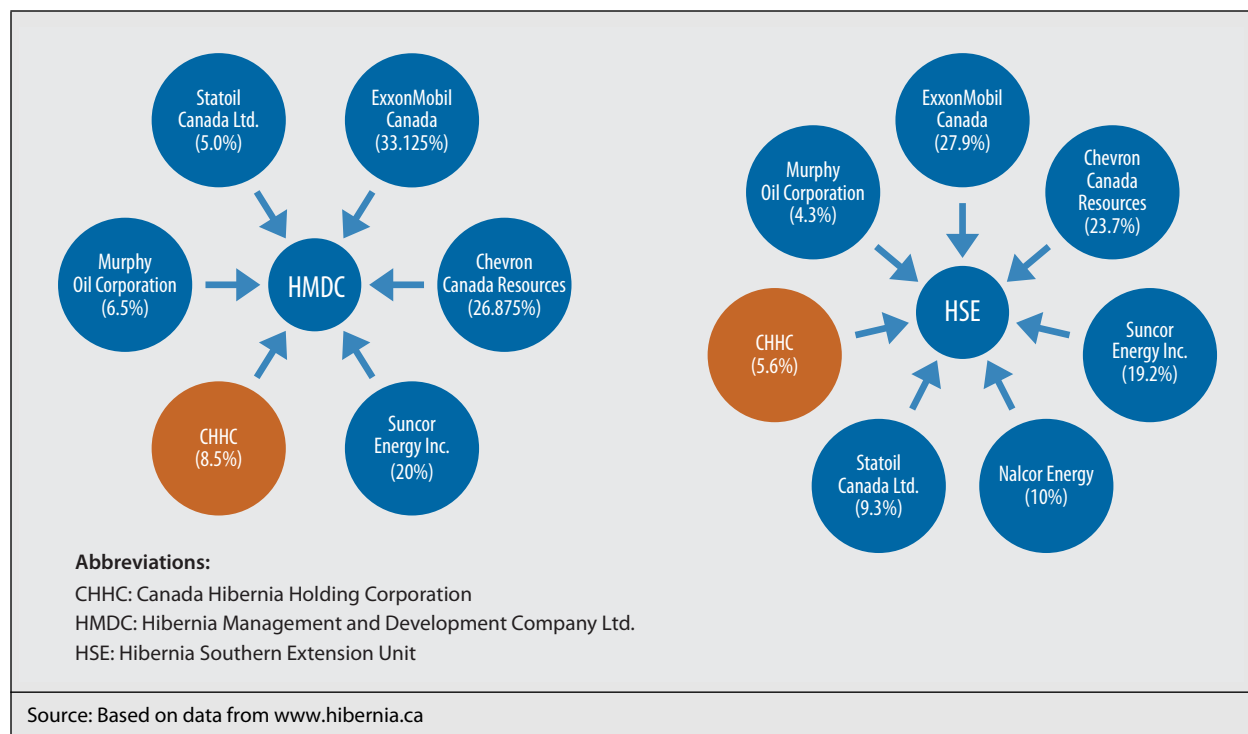 Statoil
Canada Ltd.
(5.0%)
ExxonMobil
Canada
(33.125%)
Murphy
Oil Corporation
(6.5%)
HMDC
Chevron
Canada Resources
(26.875%)
CHHC
(8.5%)
Suncor
Energy Inc.
(20%)
ExxonMobil
Canada
(27.9%)
Murphy
Oil Corporation
(4.3%)
Chevron
Canada
Resources
(23.7%)
HSE
CHHC
(5.6%)
Suncor
Energy Inc.
(19.2%)
Statoil
Canada Ltd.
(9.3%)
Nalcor Energy
(10%)
Abbreviations:
CHHC: Canada Hibernia Holding Corporation
HMDC: Hibernia Management and Development Company Ltd.
HSE: Hibernia Southern Extension Unit
Source: Based on data from www.hibernia.ca